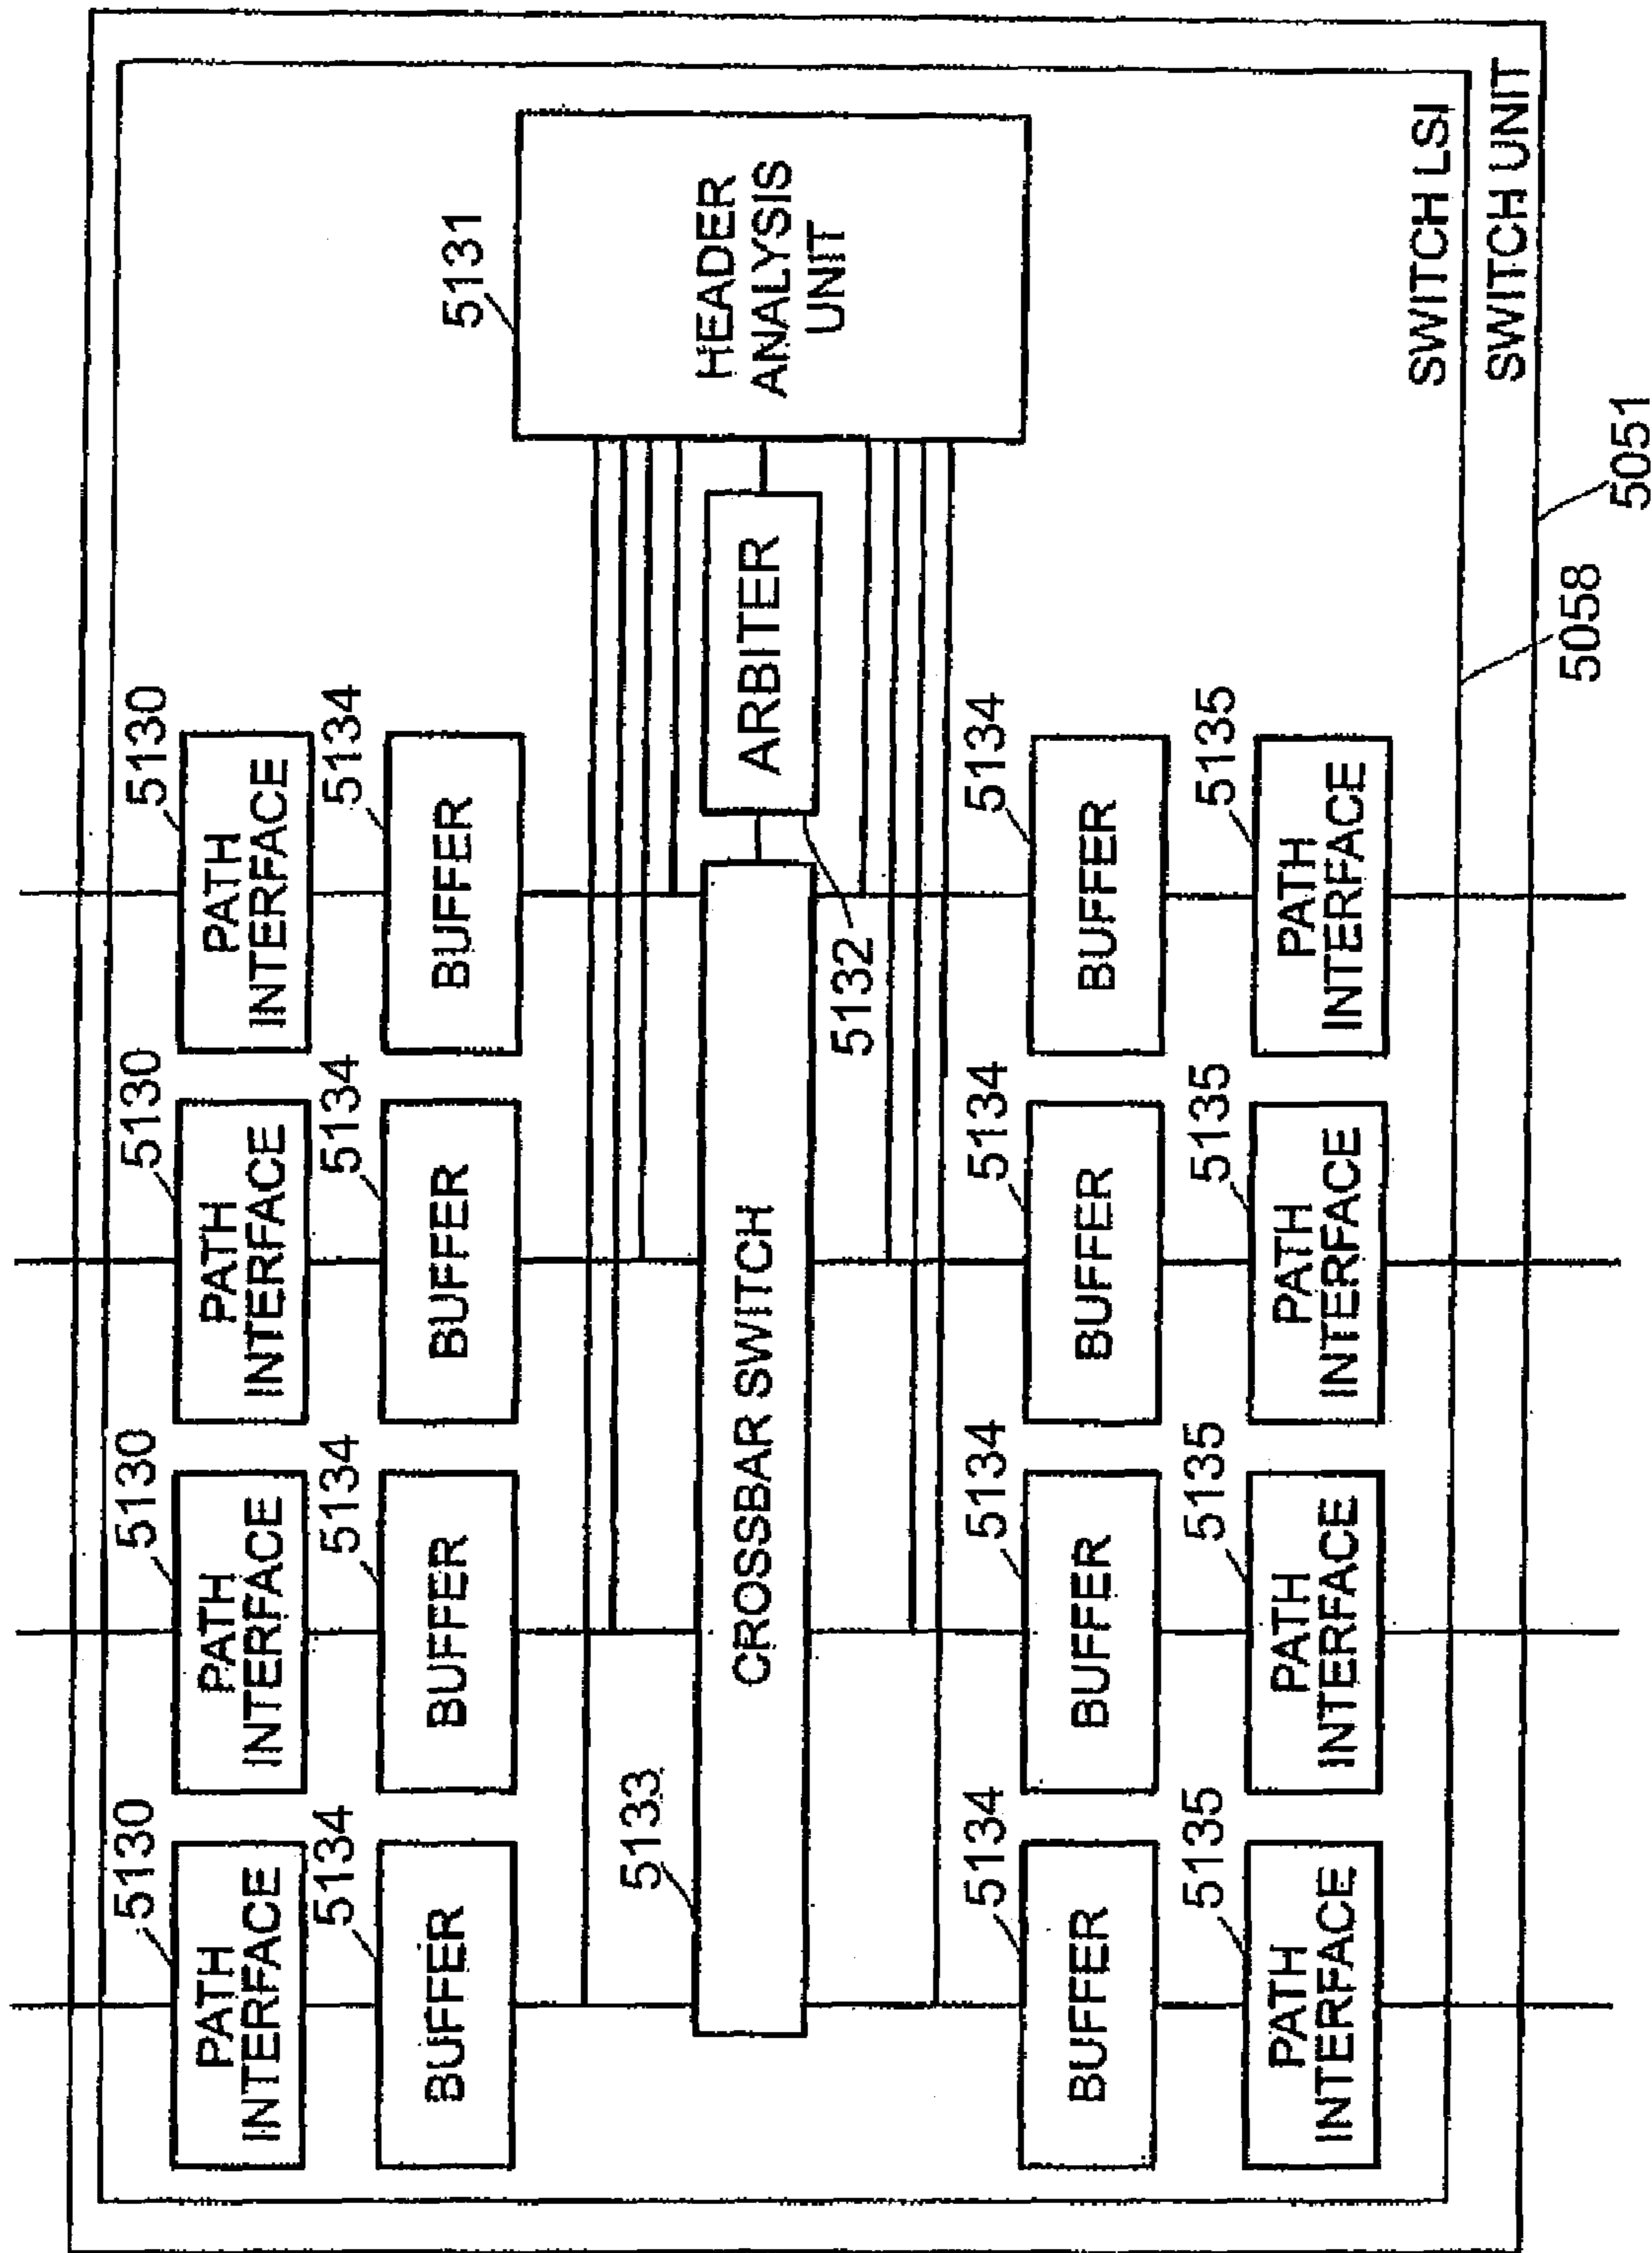 5130
5130
5130
5130
PATH
INTERFACE
PATH
INTERFACE
PATH
INTERFACE
PATH
INTERFACE
5134
5134
5134
5134
BUFFER
BUFFER
BUFFER
BUFFER
5131
HEADER
ANALYSIS
UNIT
5133
CROSSBAR SWITCH
ARBITER
5132
5134
5134
5134
5134
BUFFER
BUFFER
BUFFER
BUFFER
5135
5135
5135
5135
PATH
INTERFACE
PATH
INTERFACE
PATH
INTERFACE
PATH
INTERFACE
SWITCH LSI
SWITCH UNIT
5058
5051